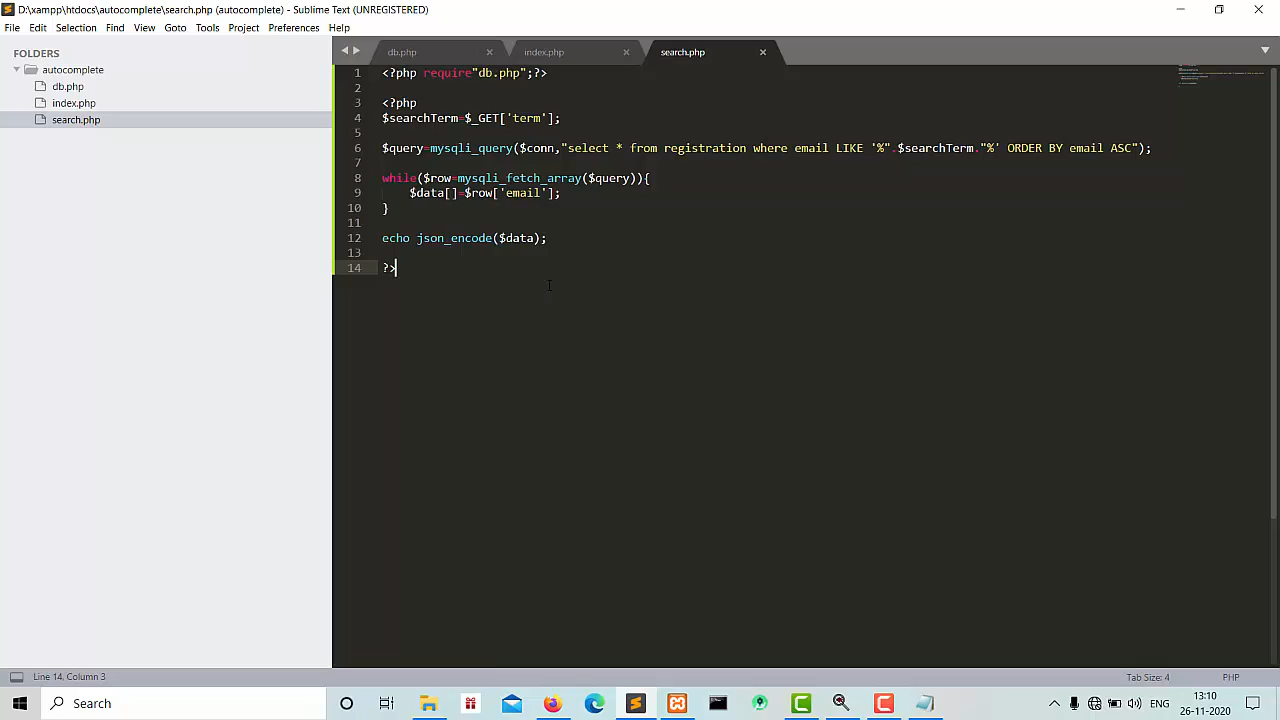 D:\xampp\htdocs\autocomplete\search.php (autocomplete) - Sublime Text (UNREGISTERED)
File Edit Selection Find View Goto Tools Project Preferences Help
FOLDERS
autocomplete
db.php
index.php
search.php
db.php index.php search.php
1 <?php require"db.php";?>
2
3 <?php
4 $searchTerm=$_GET['term'];
5
6 $query=mysqli_query($conn,"select * from registration where email LIKE '%".$searchTerm."%' ORDER BY email ASC");
7
8 while($row=mysqli_fetch_array($query)){
9 $data[]=$row['email'];
10 }
11
12 echo json_encode($data);
13
14 ?>
Line 14, Column 3
Tab Size: 4 PHP
Search
ENG
13:10
26-11-2020